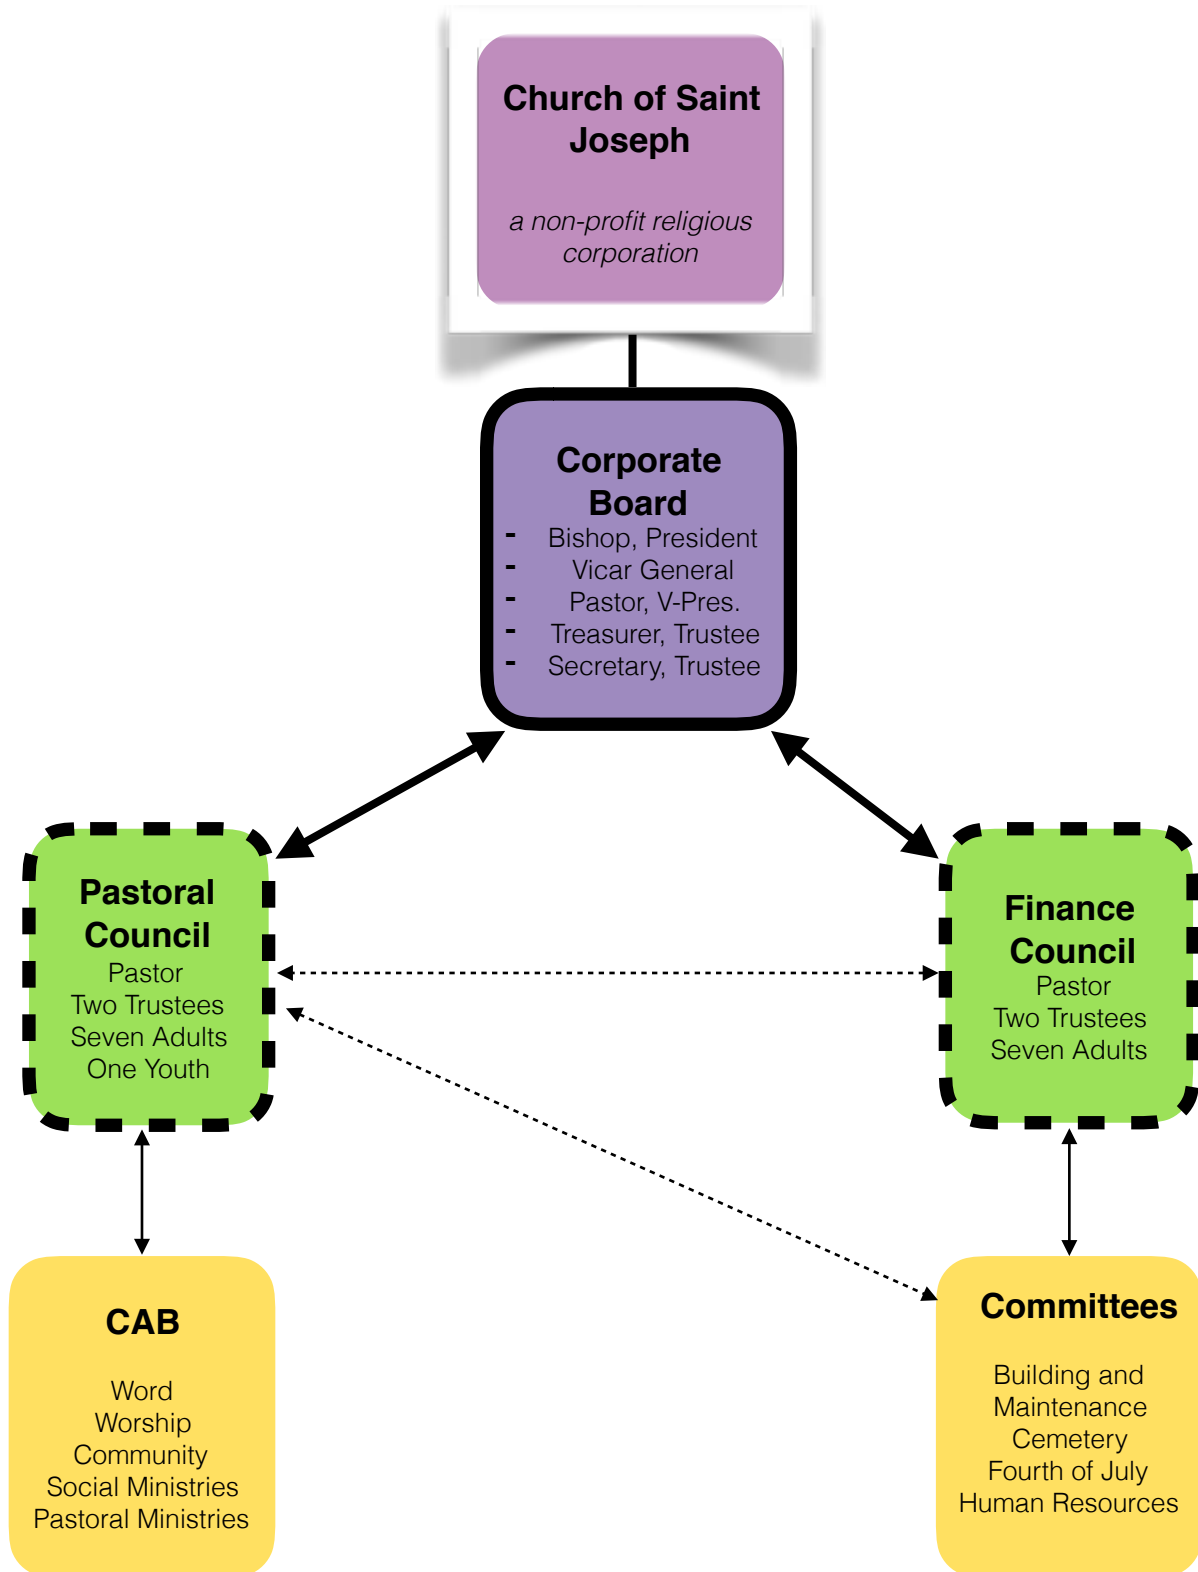 Church of Saint
Joseph
a non-profit religious
corporation
Corporate
Board
- Bishop, President
- Vicar General
- Pastor, V-Pres.
- Treasurer, Trustee
- Secretary, Trustee
Pastoral
Council
Pastor
Two Trustees
Seven Adults
One Youth
Finance
Council
Pastor
Two Trustees
Seven Adults
CAB
Word
Worship
Community
Social Ministries
Pastoral Ministries
Committees
Building and
Maintenance
Cemetery
Fourth of July
Human Resources